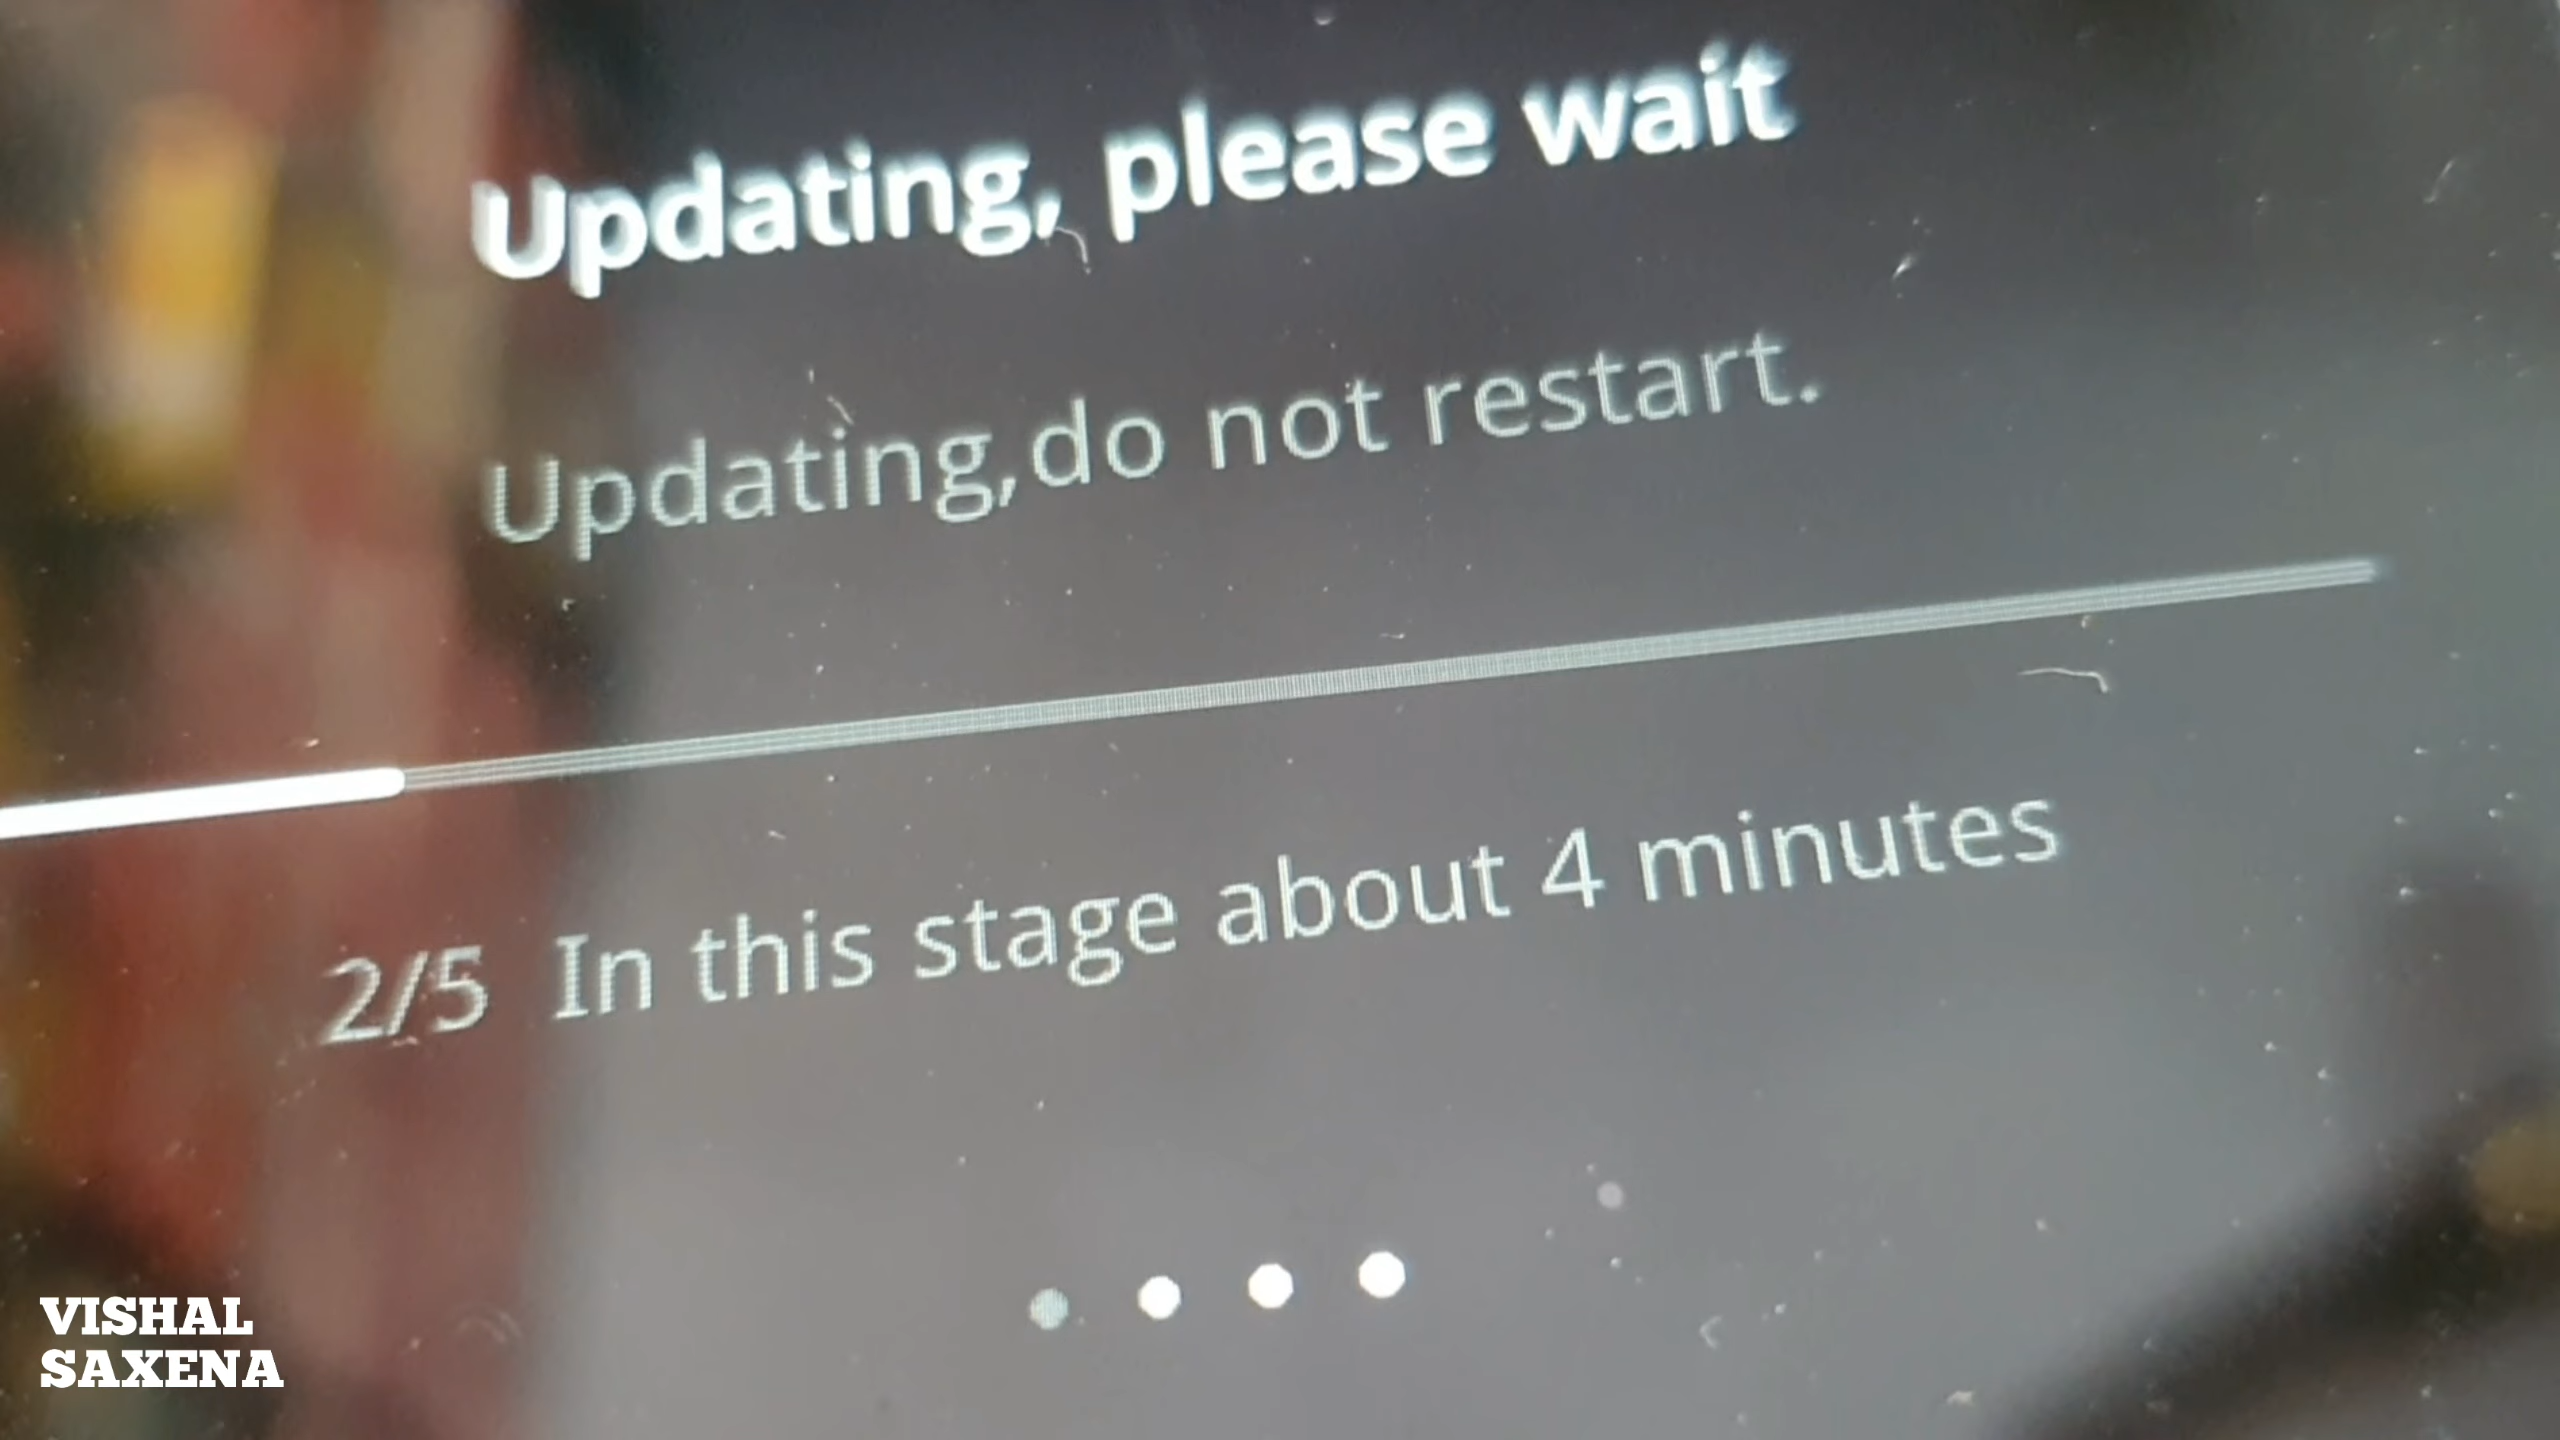 Updating, please wait
Updating,do not restart.
2/5 In this stage about 4 minutes
VISHAL
SAXENA